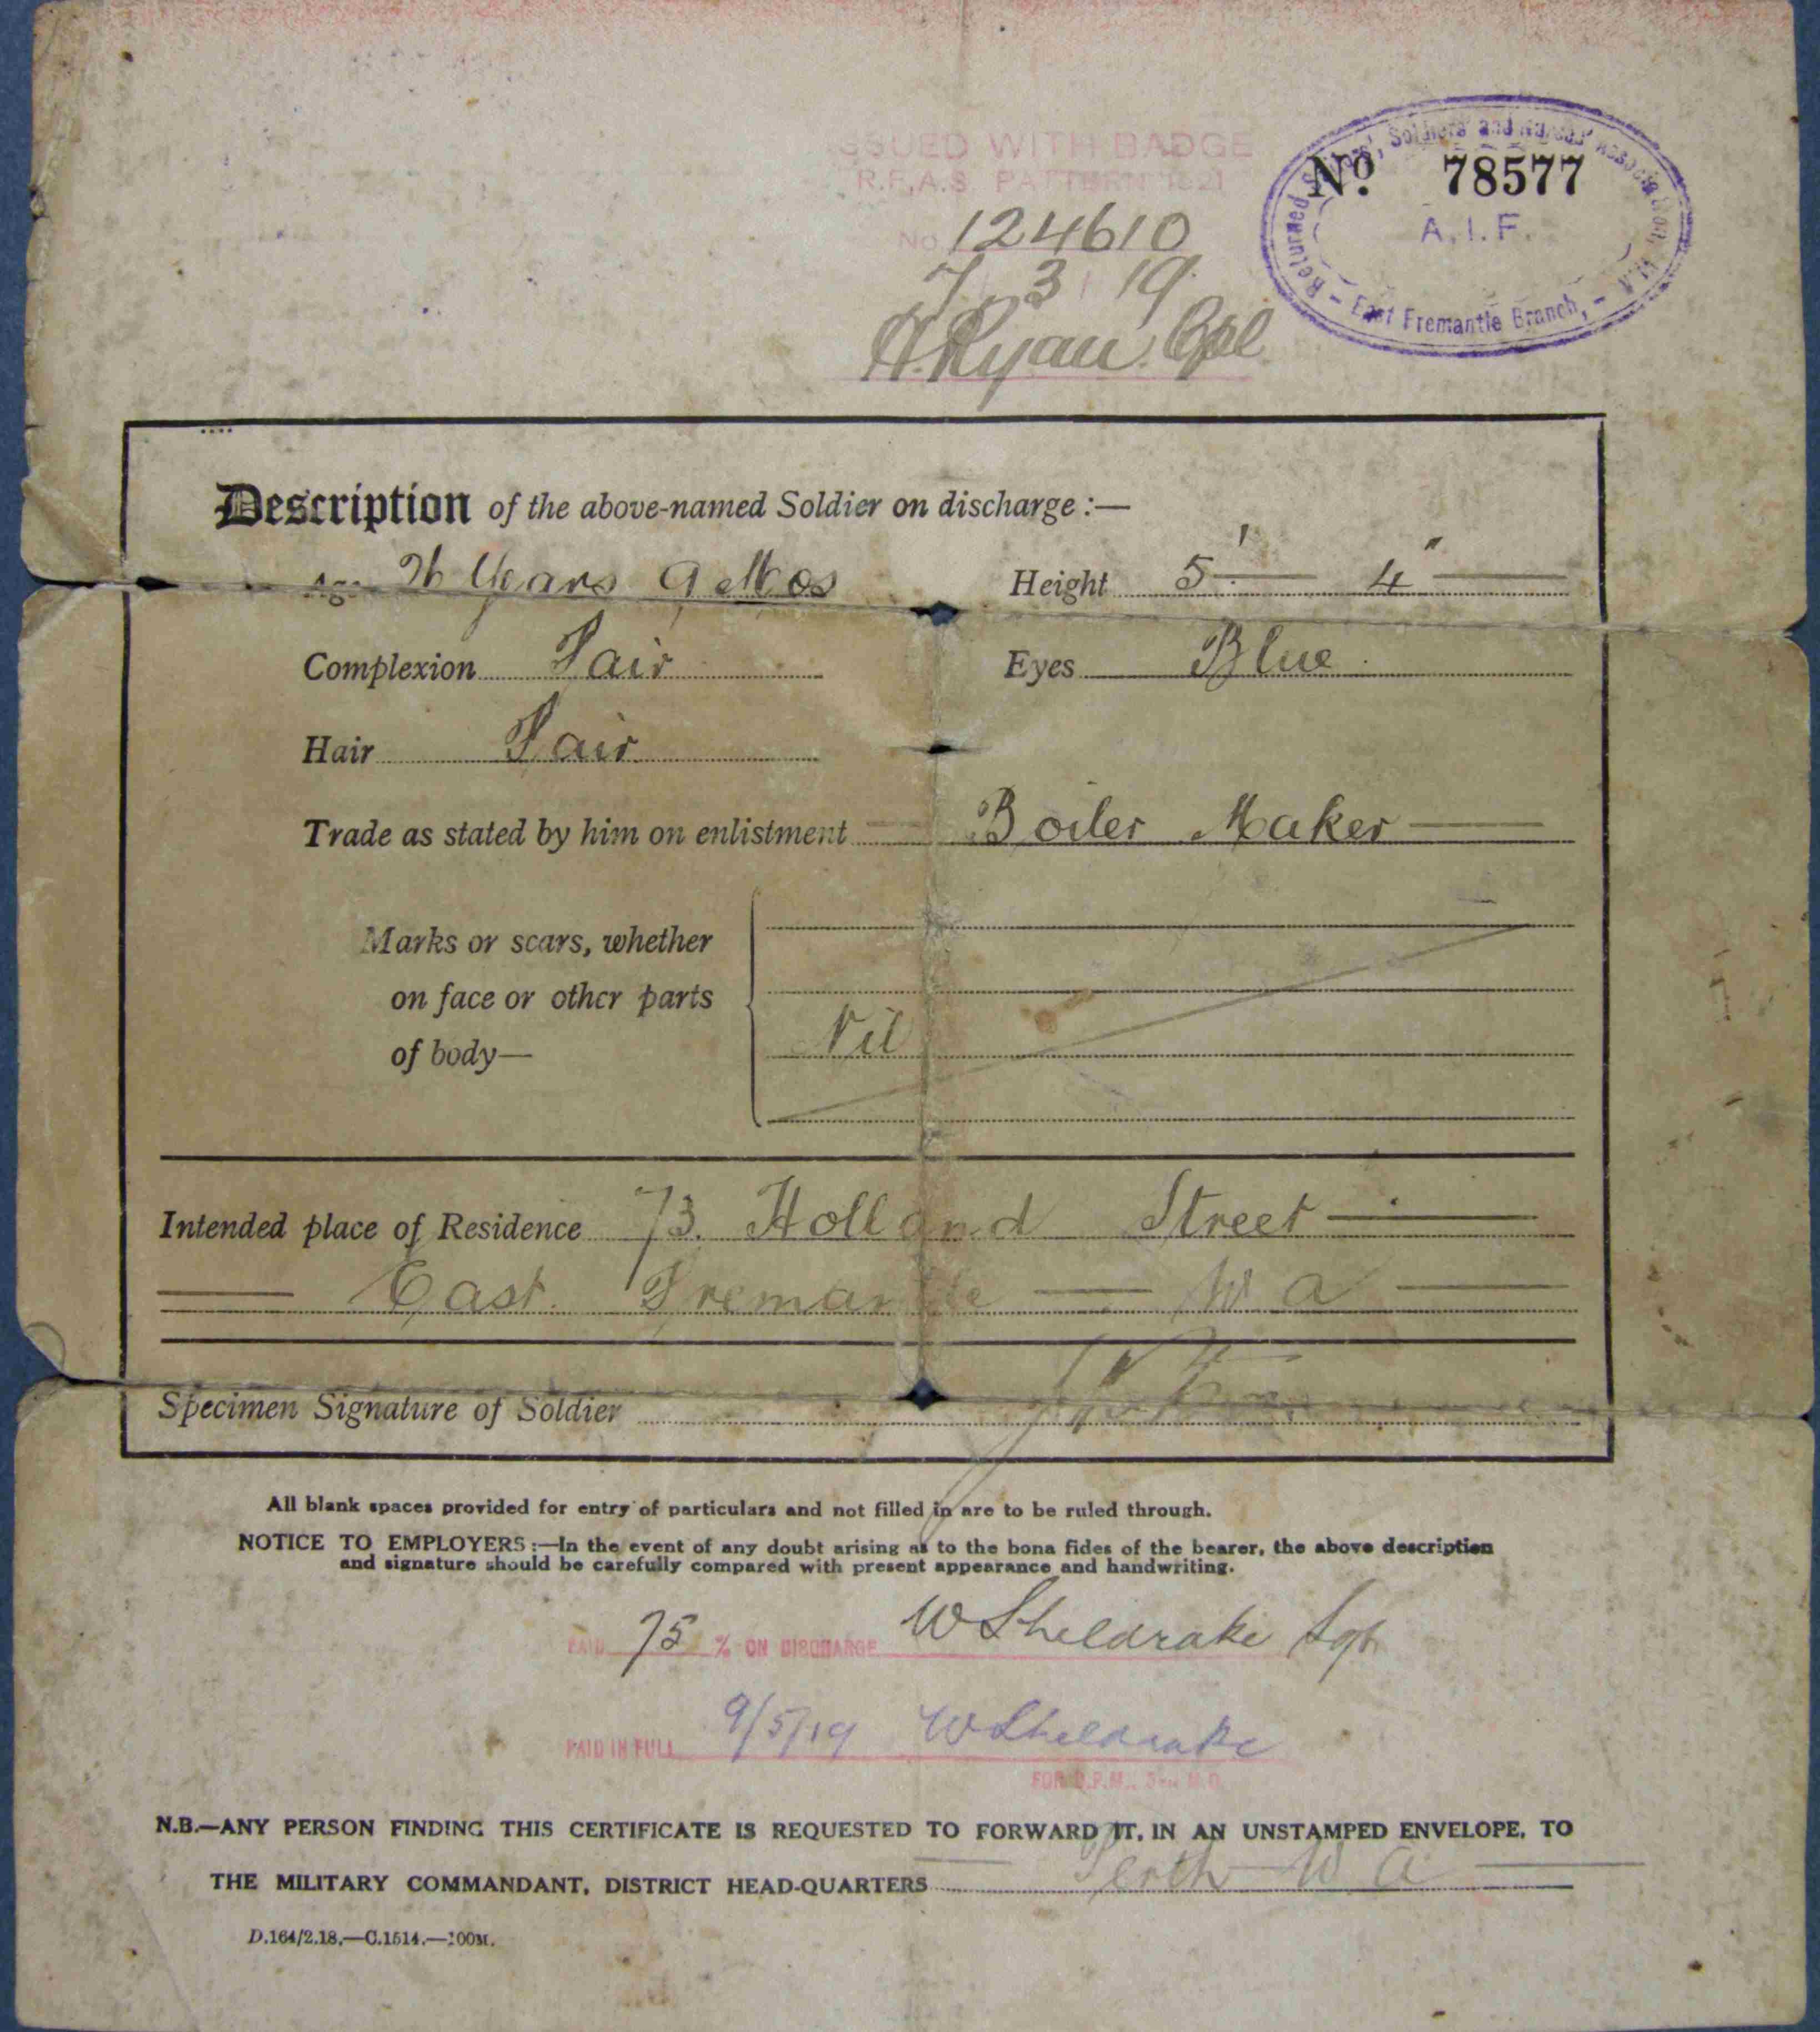 ISSUED WITH BADGE
R.F.A.S. PATTERN
No 124610
7 3 19
A. Ryan Cpl
No. 78577
Returned Sailors', Soldiers and Nurses Association, W.A.
A.I.F.
- East Fremantle Branch, -
Description of the above-named Soldier on discharge :—
Age 26 Years 9 Mos Height 5' 4"
Complexion Fair Eyes Blue
Hair Fair
Trade as stated by him on enlistment Boiler Maker
Marks or scars, whether
on face or other parts
of body— Nil
Intended place of Residence 73. Holland Street
East. Fremantle W A
Specimen Signature of Soldier
All blank spaces provided for entry of particulars and not filled in are to be ruled through.
NOTICE TO EMPLOYERS :—In the event of any doubt arising as to the bona fides of the bearer, the above description
and signature should be carefully compared with present appearance and handwriting.
PAID 75 % ON DISCHARGE W Sheldrake Sgt
PAID IN FULL 9/5/19 W Sheldrake
FOR D.P.M., M.D.
N.B.—ANY PERSON FINDING THIS CERTIFICATE IS REQUESTED TO FORWARD IT, IN AN UNSTAMPED ENVELOPE, TO
THE MILITARY COMMANDANT, DISTRICT HEAD-QUARTERS Perth W A
D.164/2.18.—C.1514.—100M.